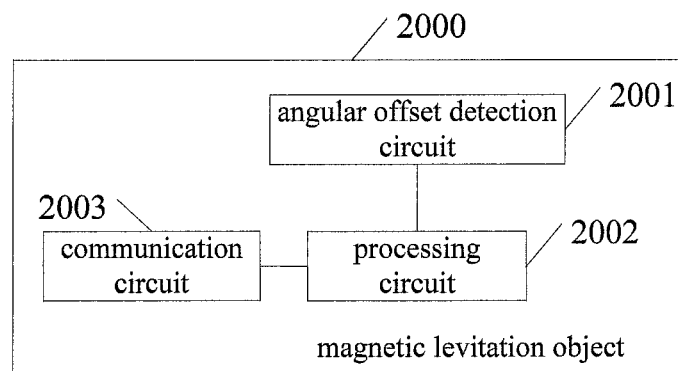 2000
angular offset detection
circuit
2001
2003
communication
circuit
processing
circuit
2002
magnetic levitation object